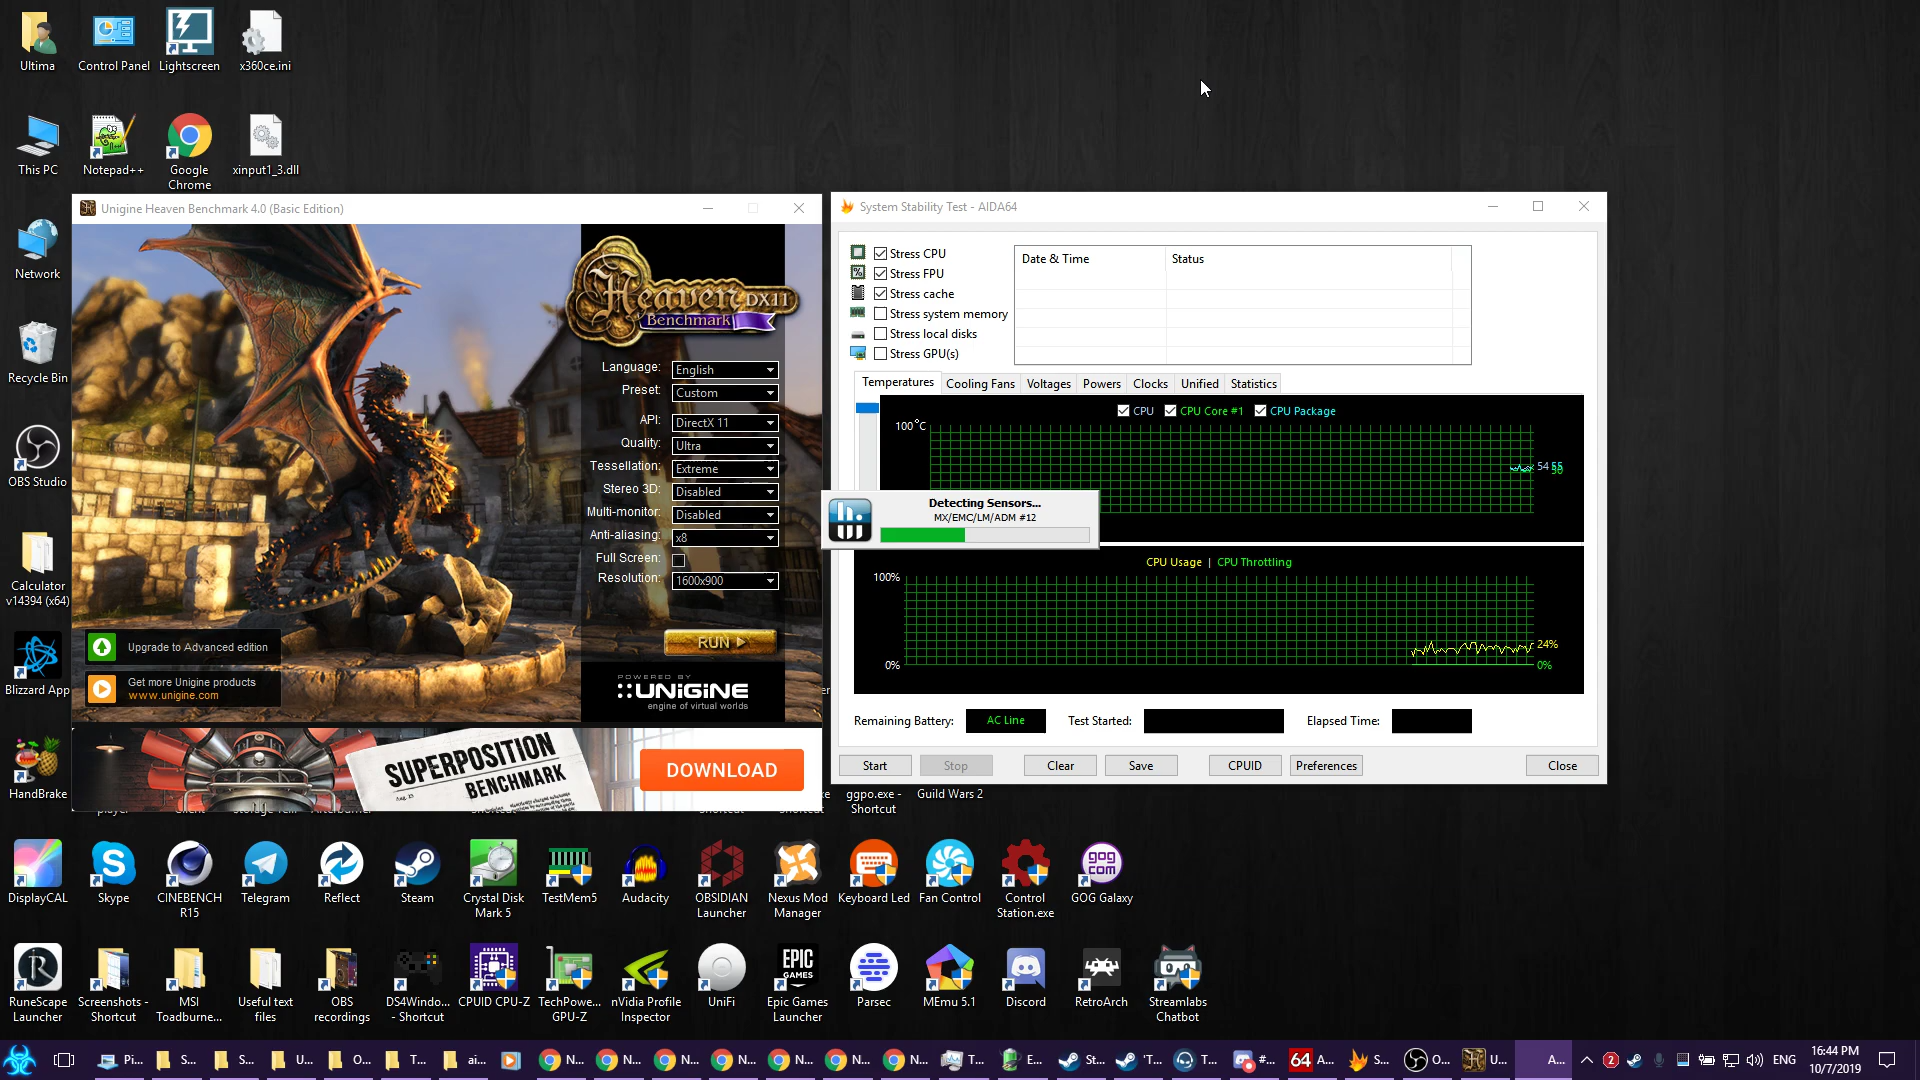 Ultima
Control Panel
Lightscreen
x360ce.ini
This PC
Notepad++
Google
Chrome
xinput1_3.dll
Network
Recycle Bin
OBS Studio
Calculator
v14394 (x64)
Blizzard App
HandBrake
Unigine Heaven Benchmark 4.0 (Basic Edition)
Heaven DX11
Benchmark
Language: English
Preset: Custom
API: DirectX 11
Quality: Ultra
Tessellation: Extreme
Stereo 3D: Disabled
Multi-monitor: Disabled
Anti-aliasing: x8
Full Screen:
Resolution: 1600x900
RUN
POWERED BY
UNIGINE
engine of virtual worlds
Upgrade to Advanced edition
Get more Unigine products
www.unigine.com
SUPERPOSITION
BENCHMARK
Aug, 23
DOWNLOAD
System Stability Test - AIDA64
Stress CPU
Stress FPU
Stress cache
Stress system memory
Stress local disks
Stress GPU(s)
Date & Time
Status
Temperatures
Cooling Fans
Voltages
Powers
Clocks
Unified
Statistics
CPU
CPU Core #1
CPU Package
100°C
54 55
Detecting Sensors...
MX/EMC/LM/ADM #12
CPU Usage | CPU Throttling
100%
0%
24%
0%
Remaining Battery: AC Line
Test Started:
Elapsed Time:
Start
Stop
Clear
Save
CPUID
Preferences
Close
ggpo.exe -
Shortcut
Guild Wars 2
DisplayCAL
Skype
CINEBENCH
R15
Telegram
Reflect
Steam
Crystal Disk
Mark 5
TestMem5
Audacity
OBSIDIAN
Launcher
Nexus Mod
Manager
Keyboard Led
Fan Control
Control
Station.exe
GOG Galaxy
gog
com
RuneScape
Launcher
Screenshots -
Shortcut
MSI
Toadburne...
Useful text
files
OBS
recordings
DS4Windo...
- Shortcut
CPUID CPU-Z
TechPowe...
GPU-Z
nVidia Profile
Inspector
UniFi
EPIC
GAMES
Epic Games
Launcher
Parsec
MEmu 5.1
Discord
RetroArch
Streamlabs
Chatbot
Pi...
S...
S...
U...
O...
T...
ai...
N...
N...
N...
N...
N...
N...
N...
T...
E...
St...
'T...
T...
#...
64
A...
S...
O...
U...
A...
2
ENG
16:44 PM
10/7/2019